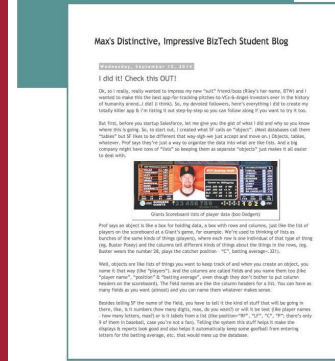 Max's Distinctive, Impressive BizTech Student Blog
Wednesday, September 15, 2010
I did it! Check this OUT!
Ok, so I really, really wanted to impress my new "suit" friend/boss (Riley's her name, BTW) and I
wanted to make this the best app for tracking pitches to VCs-&-angel investors ever in the history
of humanity and...I did! (I think). So, my devoted followers, here's everything I did to create my
totally killer app & I'm listing it out step-by-step so you can follow along if you want to try it too.
But first, before you startup Salesforce, let me give you the gist of what I did and why so you know
where this is going. So, to start out, I created what SF calls an "object". (Most databases call them
"tables" but SF likes to be different that way-sigh-we just accept and move on.) Objects, tables,
whatever. Prof says they're just a way to organize the data into what are like lists. And a big
company might have tons of "lists" so keeping them as separate "objects" just makes it all easier
to deal with.
Giants Scoreboard lists of player data (boo Dodgers)
Prof says an object is like a box for holding data, a box with rows and columns, just like the list of
players on the scoreboard at a Giant's game, for example. We're used to thinking of lists as
bunches of the same kinds of things (players), where each row is one individual of that type of thing
(eg. Buster Posey) and the columns tell different kinds of things about the things in the rows, (eg.
Buster wears the number 28, plays the catcher position- "C", batting average=.321).
Well, objects are like lists of things you want to keep track of and when you create an object, you
name it that way (like "players"). And the columns are called fields and you name them too (like
"player name", "position" & "batting average", even though they don't bother to put column
headers on the scoreboard). The field names are like the column headers for a list. You can have as
many fields as you want (almost) and you can name them whatever makes sense.
Besides telling SF the name of the field, you have to tell it the kind of stuff that will be going in
there, like, is it numbers (how many digits, max, do you need?) or will it be text (like player names
- how many letters, max?) or is it labels from a list (like position-"RF", "LF", "C", "P", there's only
9 of them in baseball, case you're not a fan). Telling the system this stuff helps it make the
displays & reports look good and also helps it automatically keep some goofball from entering
letters for the batting average, etc. that would mess up the database.